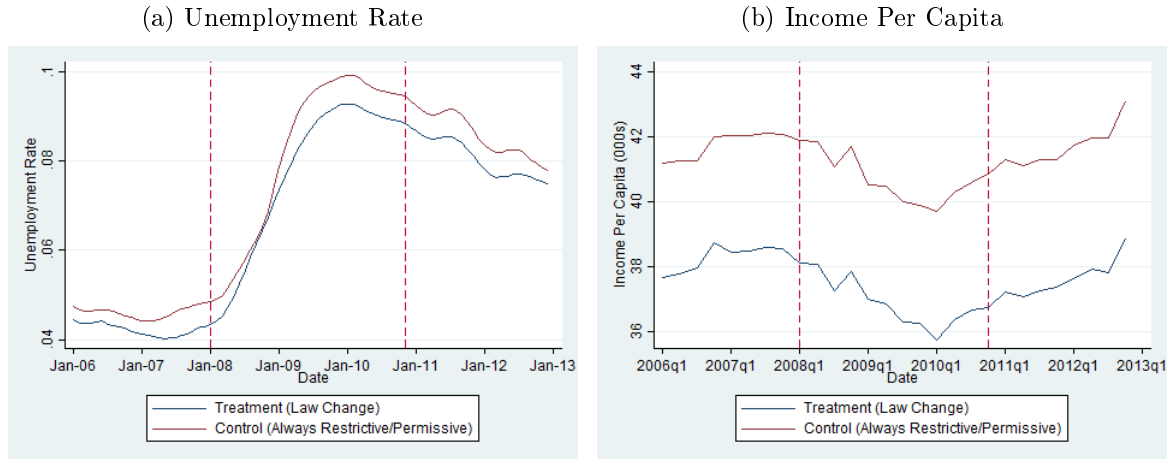 (a) Unemployment Rate
.1
.08
.06
.04
Unemployment Rate
Jan-06 Jan-07 Jan-08 Jan-09 Jan-10 Jan-11 Jan-12 Jan-13
Date
Treatment (Law Change)
Control (Always Restrictive/Permissive)
(b) Income Per Capita
44
42
40
38
36
Income Per Capita (000s)
2006q1 2007q1 2008q1 2009q1 2010q1 2011q1 2012q1 2013q1
Date
Treatment (Law Change)
Control (Always Restrictive/Permissive)